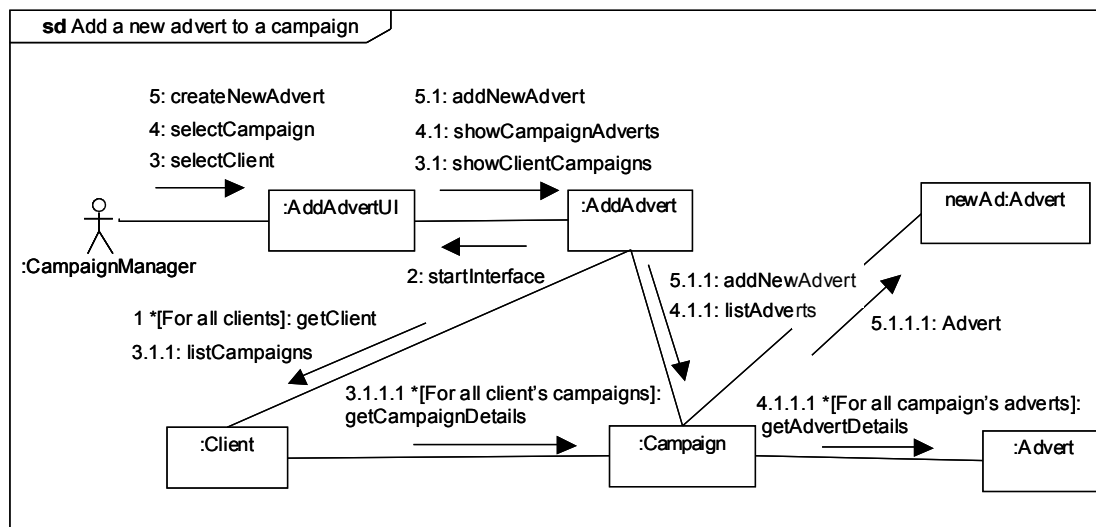 sd Add a new advert to a campaign
5: createNewAdvert
4: selectCampaign
3: selectClient
5.1: addNewAdvert
4.1: showCampaignAdverts
3.1: showClientCampaigns
:AddAdvertUI
:AddAdvert
newAd:Advert
:CampaignManager
2: startInterface
5.1.1: addNewAdvert
4.1.1: listAdverts
5.1.1.1: Advert
1 *[For all clients]: getClient
3.1.1: listCampaigns
3.1.1.1 *[For all client's campaigns]:
getCampaignDetails
4.1.1.1 *[For all campaign's adverts]:
getAdvertDetails
:Client
:Campaign
:Advert